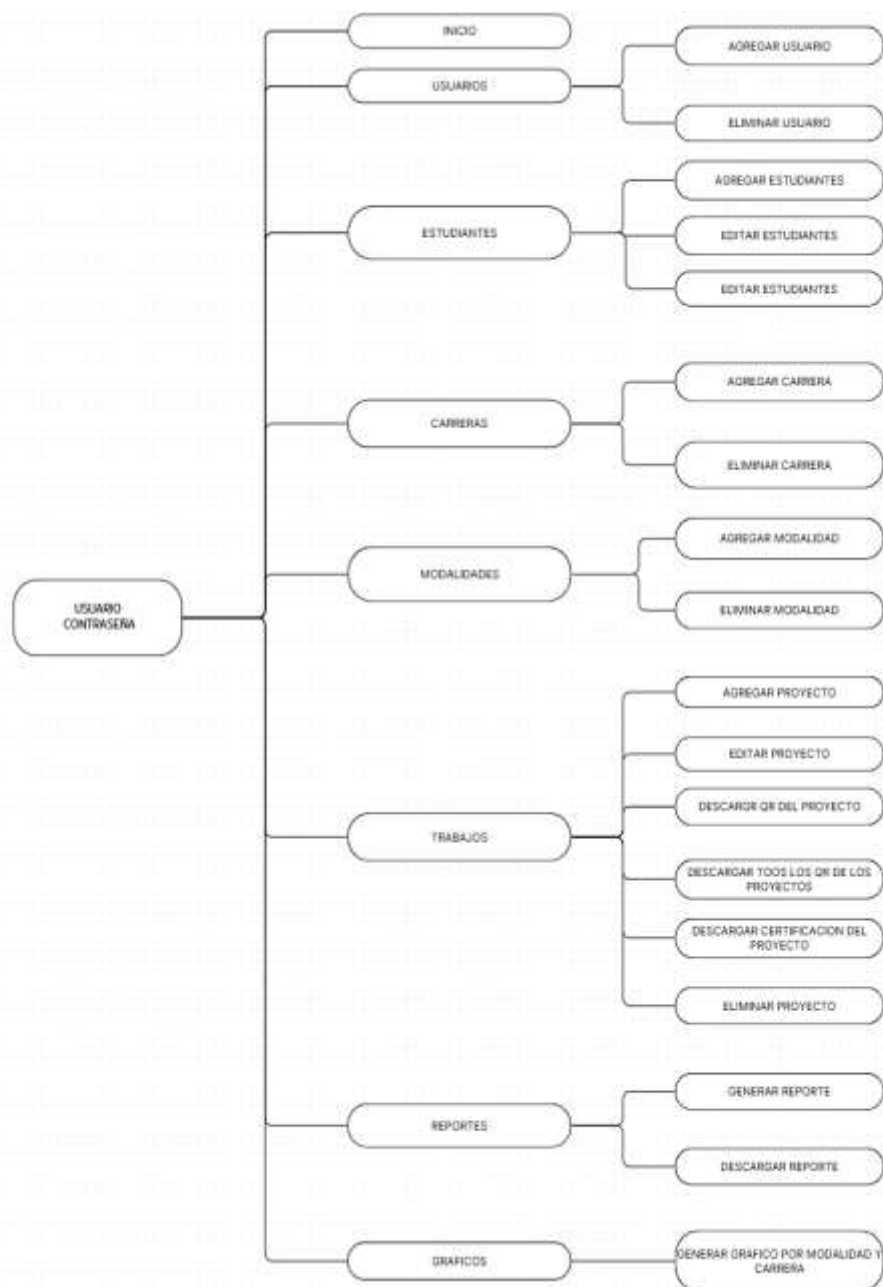 INICIO
AGREGAR USUARIO
USUARIOS
ELIMINAR USUARIO
AGREGAR ESTUDIANTES
ESTUDIANTES
EDITAR ESTUDIANTES
EDITAR ESTUDIANTES
AGREGAR CARRERA
CARRERAS
ELIMINAR CARRERA
AGREGAR MODALIDAD
MODALIDADES
ELIMINAR MODALIDAD
USUARIO
CONTRASEÑA
AGREGAR PROYECTO
EDITAR PROYECTO
DESCARGR QR DEL PROYECTO
TRABAJOS
DESCARGAR TOOS LOS QR DE LOS
PROYECTOS
DESCARGAR CERTIFICACION DEL
PROYECTO
ELIMINAR PROYECTO
GENERAR REPORTE
REPORTES
DESCARGAR REPORTE
GRAFICOS
GENERAR GRAFICO POR MODALIDAD Y
CARRERA